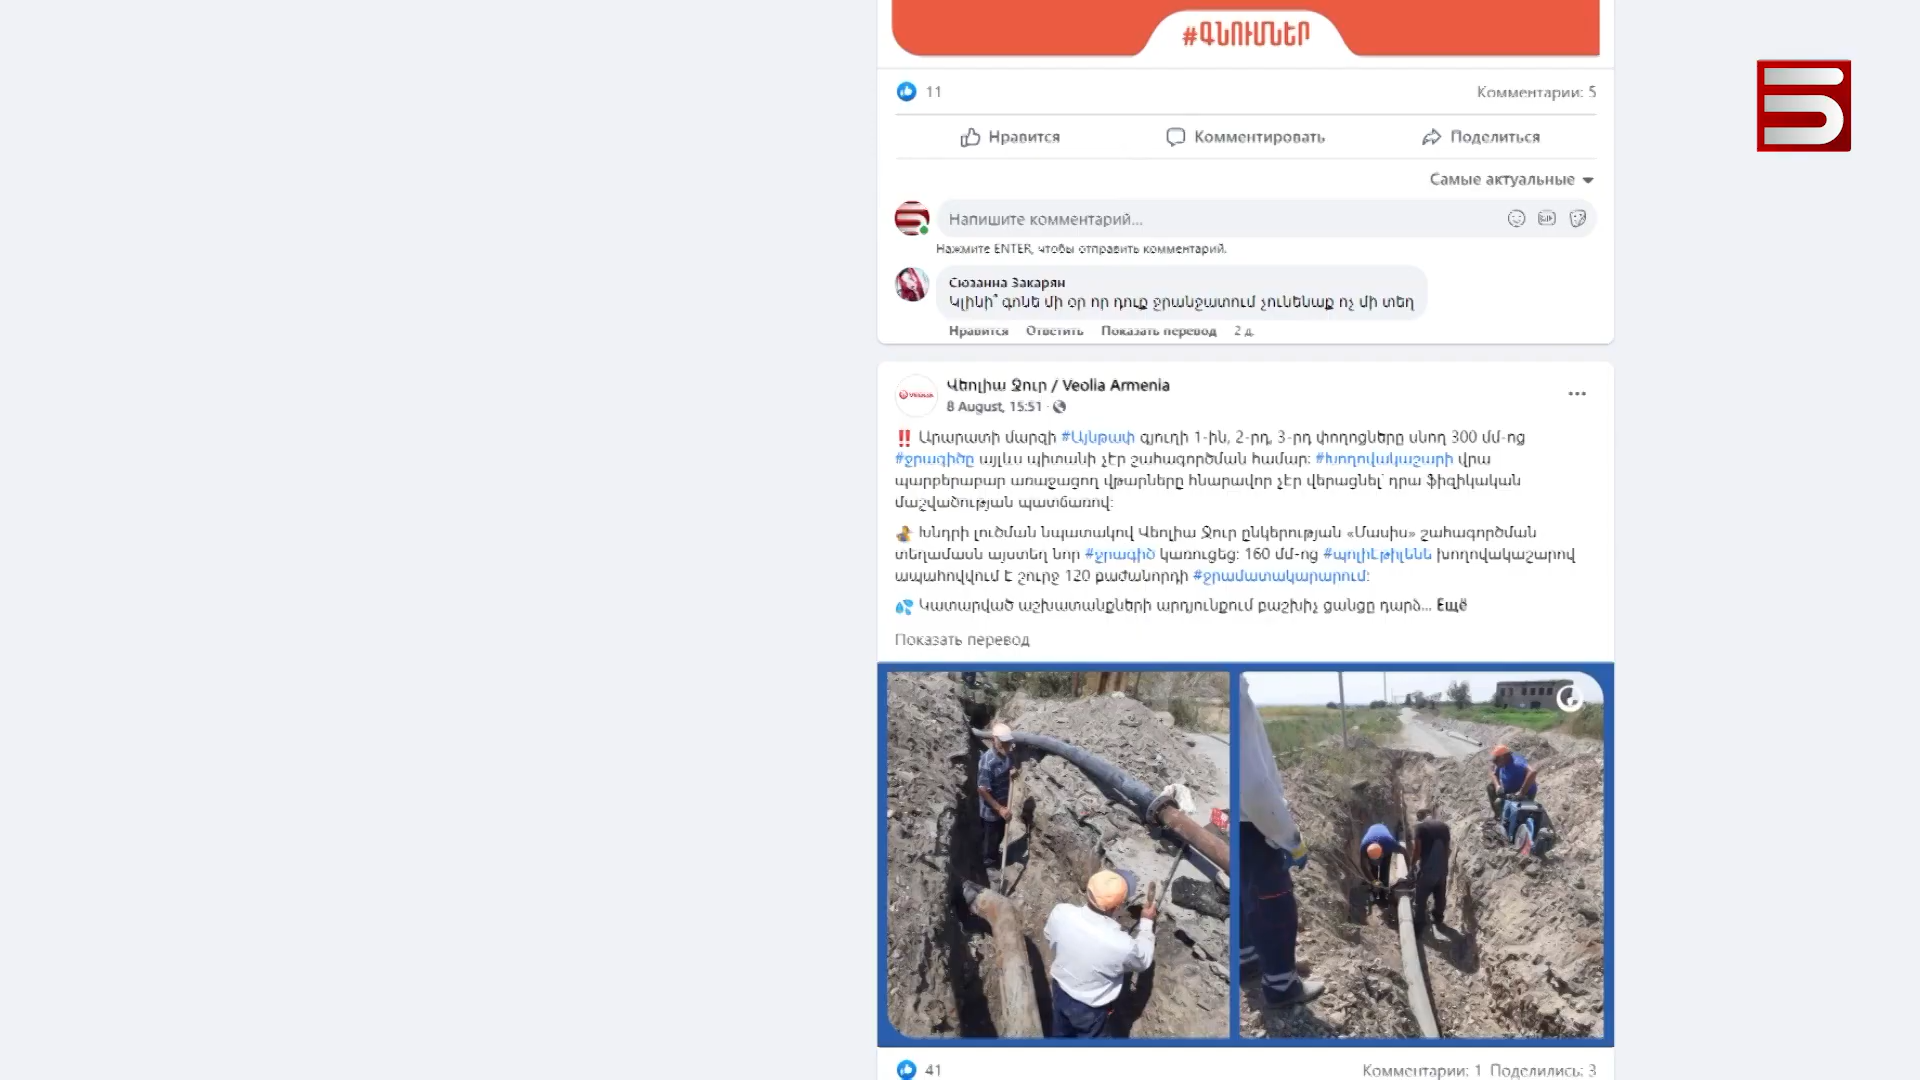 #ԳՆՈՒՄՆԵՐ
11
Комментарии: 5
Нравится
Комментировать
Поделиться
Самые актуальные
Напишите комментарий...
Нажмите ENTER, чтобы отправить комментарий.
Сюзанна Закарян
Կլինի՞ գոնե մի օր որ դուք ջրանջատում չունենաք ոչ մի տեղ
Нравится Ответить Показать перевод 2 д.
Վեոլիա Ջուր / Veolia Armenia
8 August, 15:51
‼️ Արարատի մարզի #Այնթափ գյուղի 1-ին, 2-րդ, 3-րդ փողոցները սնող 300 մմ-ոց
#ջրագիծը այլևս պիտանի չէր շահագործման համար: #Խողովակաշարի վրա
պարբերաբար առաջացող վթարները հնարավոր չէր վերացնել՝ դրա ֆիզիկական
մաշվածության պատճառով:
Խնդրի լուծման նպատակով Վեոլիա Ջուր ընկերության «Մասիս» շահագործման
տեղամասն այստեղ նոր #ջրագիծ կառուցեց: 160 մմ-ոց #պոլիէթիլենե խողովակաշարով
ապահովվում է շուրջ 120 բաժանորդի #ջրամատակարարում:
💦 Կատարված աշխատանքների արդյունքում բաշխիչ ցանցը դարձ... Ещё
Показать перевод
41
Комментарии: 1 Поделились: 3